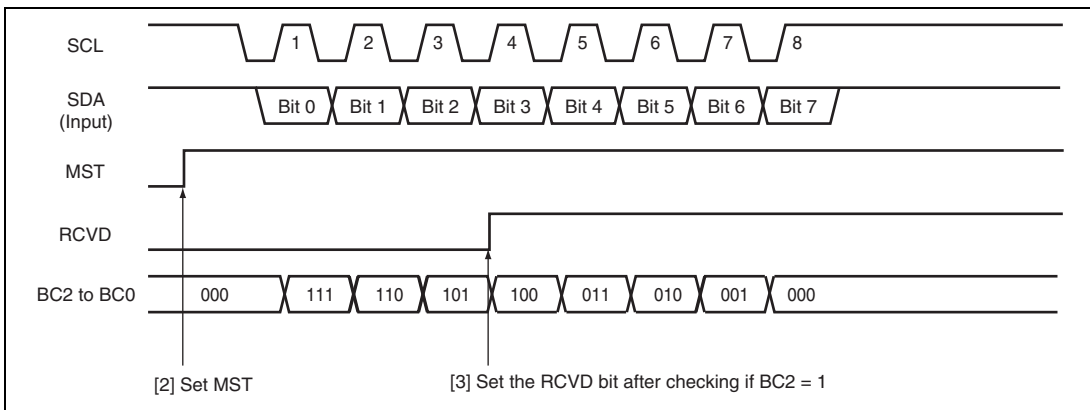 SCL 1 2 3 4 5 6 7 8
SDA
(Input) Bit 0 Bit 1 Bit 2 Bit 3 Bit 4 Bit 5 Bit 6 Bit 7
MST
RCVD
BC2 to BC0 000 111 110 101 100 011 010 001 000
[2] Set MST [3] Set the RCVD bit after checking if BC2 = 1